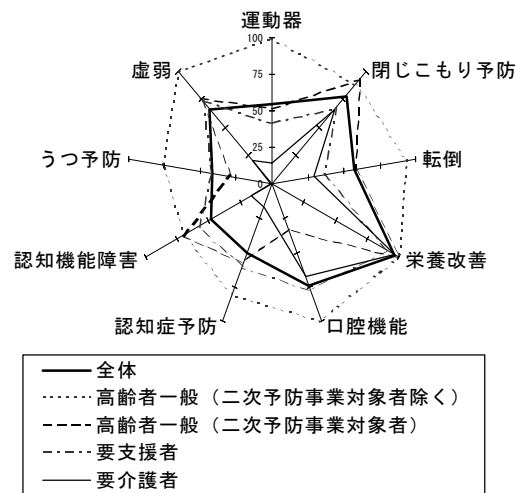 運動器
100
75
50
25
0
虚弱
閉じこもり予防
うつ予防
転倒
認知機能障害
栄養改善
認知症予防
口腔機能
全体
高齢者一般（二次予防事業対象者除く）
高齢者一般（二次予防事業対象者）
要支援者
要介護者